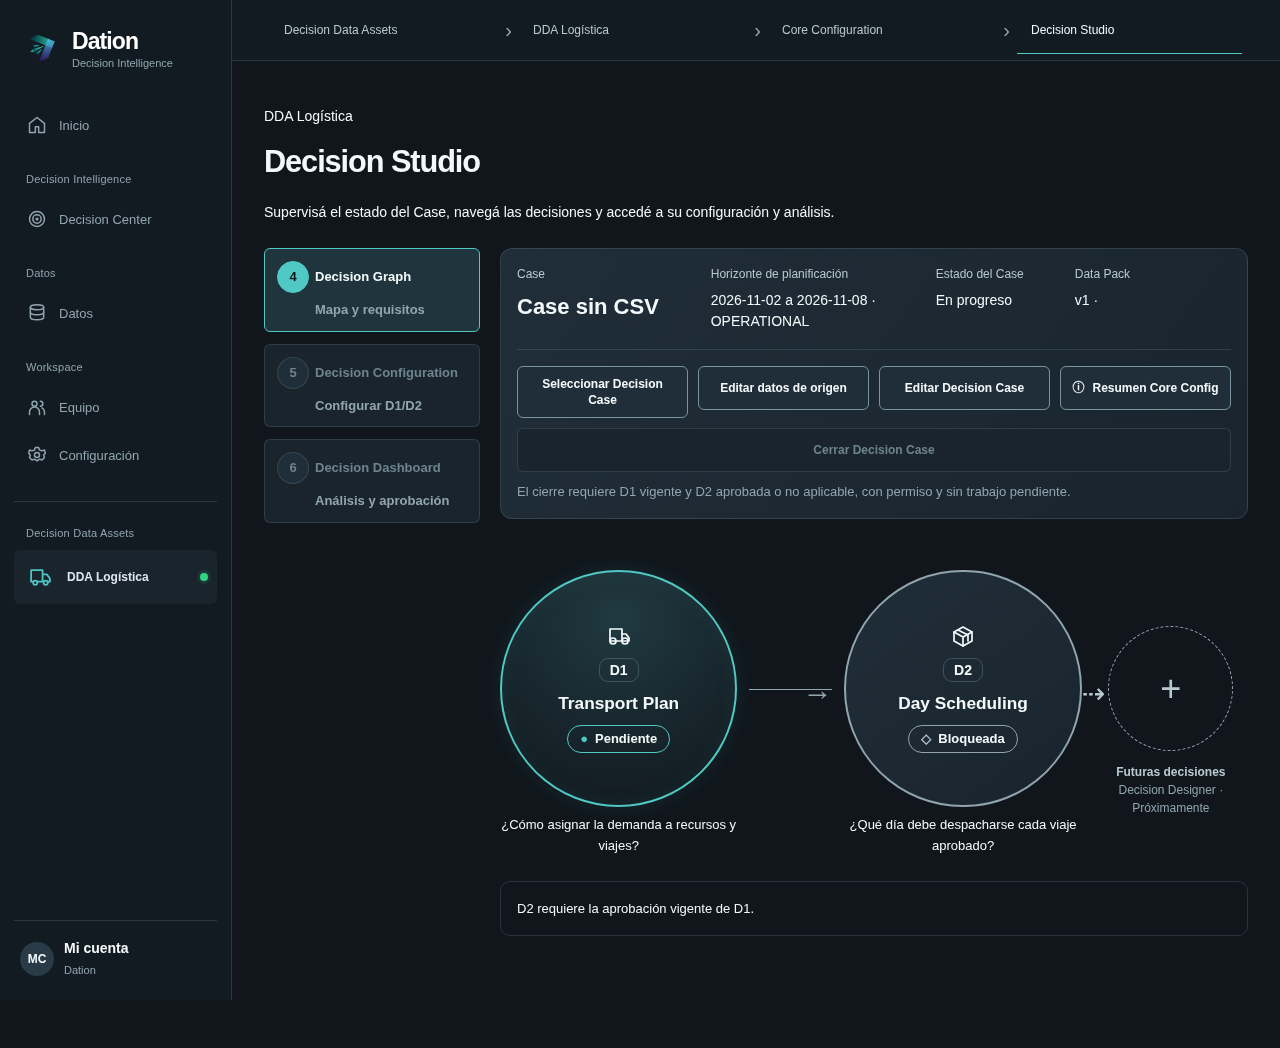 Dation
Decision Intelligence
Inicio
Decision Intelligence
Decision Center
Datos
Datos
Workspace
Equipo
Configuración
Decision Data Assets
DDA Logística
MC
Mi cuenta
Dation
Decision Data Assets › DDA Logística › Core Configuration › Decision Studio
DDA Logística
Decision Studio
Supervisá el estado del Case, navegá las decisiones y accedé a su configuración y análisis.
4 Decision Graph
Mapa y requisitos
5 Decision Configuration
Configurar D1/D2
6 Decision Dashboard
Análisis y aprobación
Case
Case sin CSV
Horizonte de planificación
2026-11-02 a 2026-11-08 ·
OPERATIONAL
Estado del Case
En progreso
Data Pack
v1 ·
Seleccionar Decision
Case
Editar datos de origen
Editar Decision Case
Resumen Core Config
Cerrar Decision Case
El cierre requiere D1 vigente y D2 aprobada o no aplicable, con permiso y sin trabajo pendiente.
D1
Transport Plan
Pendiente
¿Cómo asignar la demanda a recursos y
viajes?
→
D2
Day Scheduling
Bloqueada
¿Qué día debe despacharse cada viaje
aprobado?
⇢
+
Futuras decisiones
Decision Designer ·
Próximamente
D2 requiere la aprobación vigente de D1.